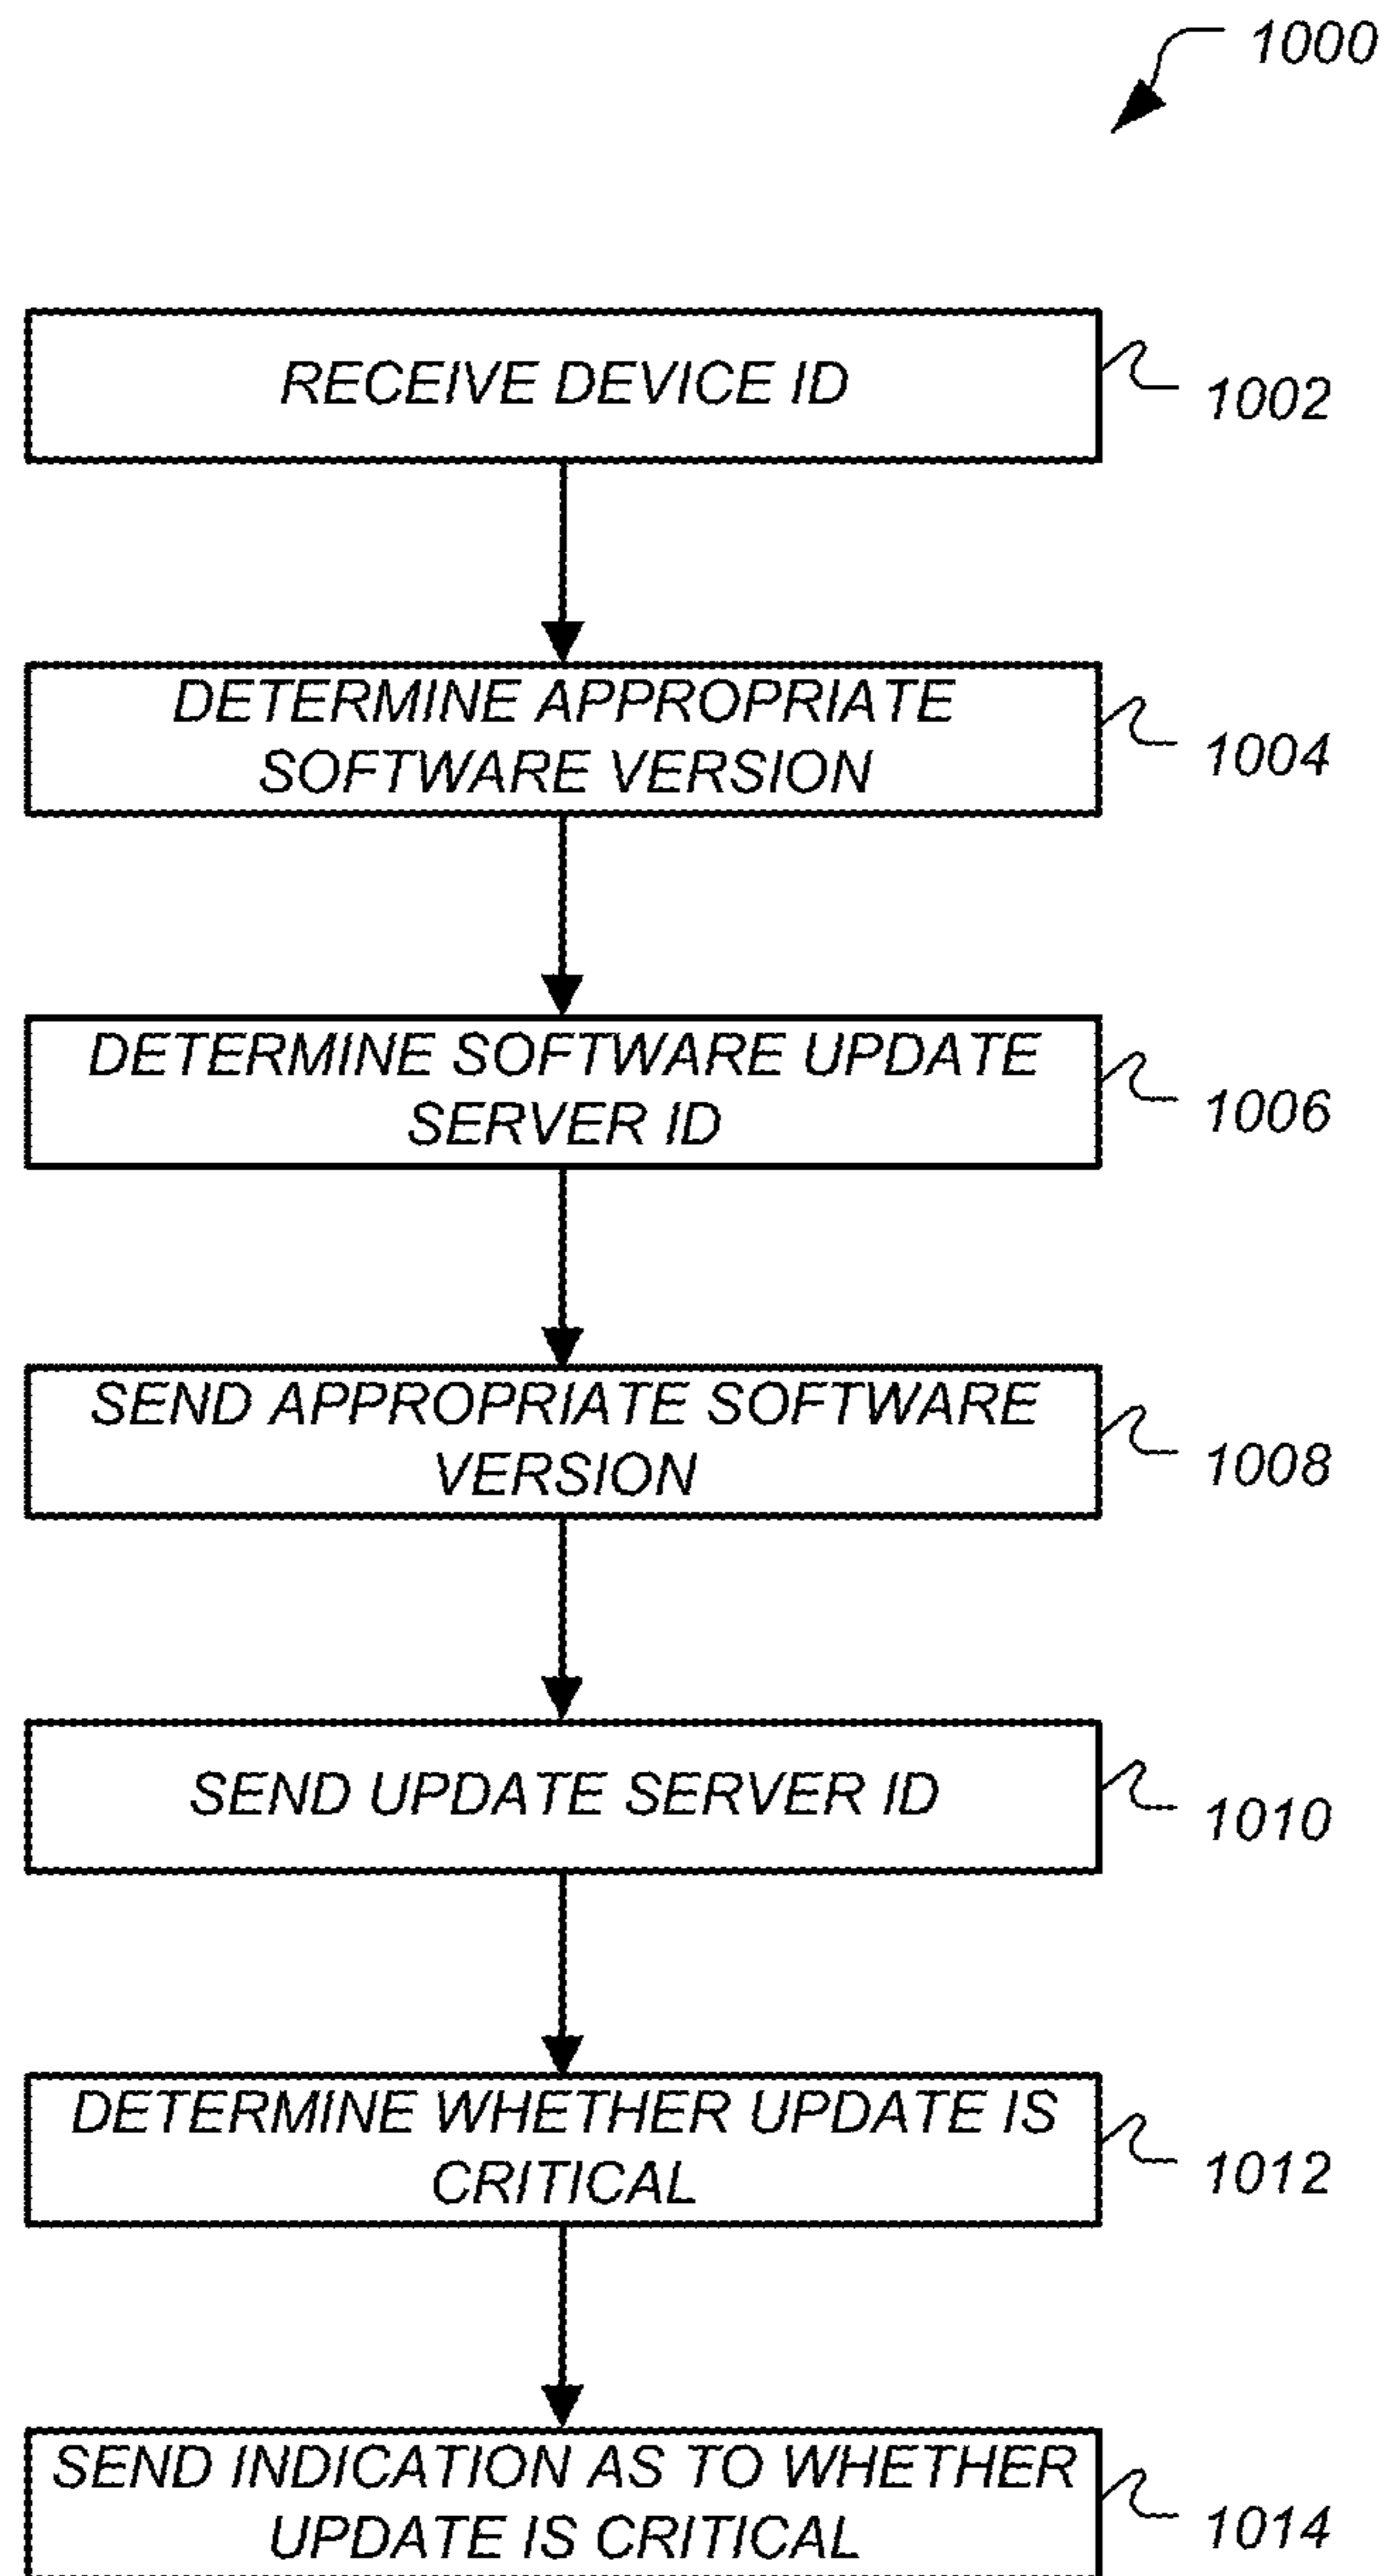 1000
RECEIVE DEVICE ID
1002
DETERMINE APPROPRIATE
SOFTWARE VERSION
1004
DETERMINE SOFTWARE UPDATE
SERVER ID
1006
SEND APPROPRIATE SOFTWARE
VERSION
1008
SEND UPDATE SERVER ID
1010
DETERMINE WHETHER UPDATE IS
CRITICAL
1012
SEND INDICATION AS TO WHETHER
UPDATE IS CRITICAL
1014